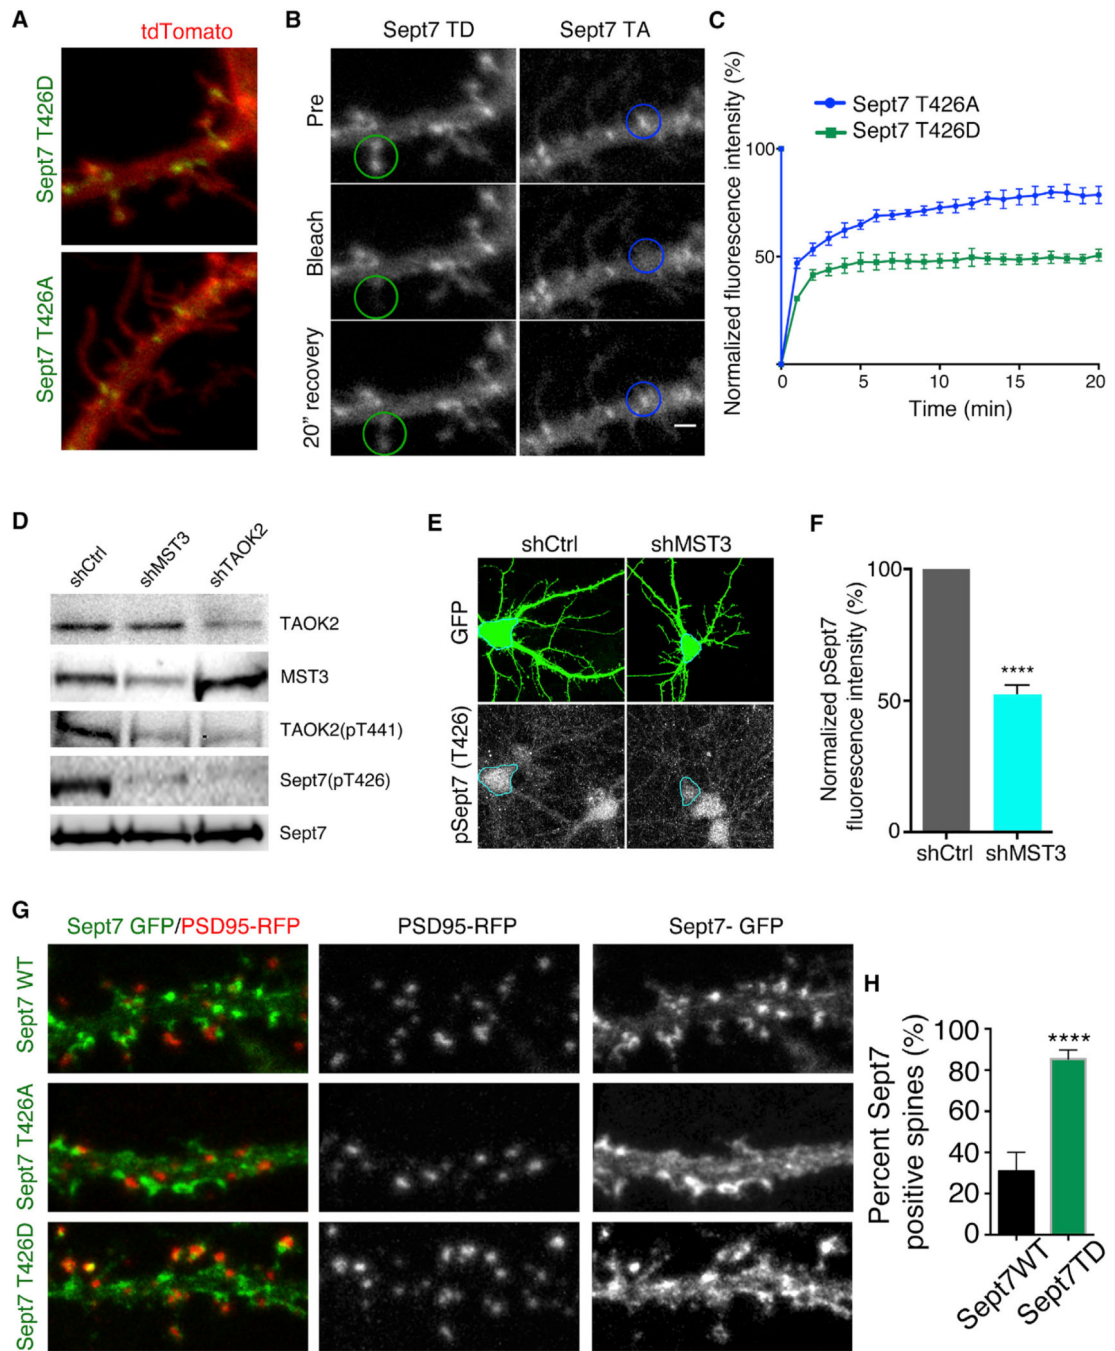 A
tdTomato
Sept7 T426D
Sept7 T426A
B
Sept7 TD
Sept7 TA
Pre
Bleach
20” recovery
C
Normalized fluorescence intensity (%)
Sept7 T426A
Sept7 T426D
100
50
0
5
10
15
20
Time (min)
D
shCtrl
shMST3
shTAOK2
TAOK2
MST3
TAOK2(pT441)
Sept7(pT426)
Sept7
E
shCtrl
shMST3
GFP
pSept7 (T426)
F
Normalized pSept7
fluorescence intensity (%)
100
50
0
****
shCtrl
shMST3
G
Sept7 GFP/PSD95-RFP
PSD95-RFP
Sept7- GFP
Sept7 WT
Sept7 T426A
Sept7 T426D
H
Percent Sept7
positive spines (%)
100
80
60
40
20
0
****
Sept7WT
Sept7TD